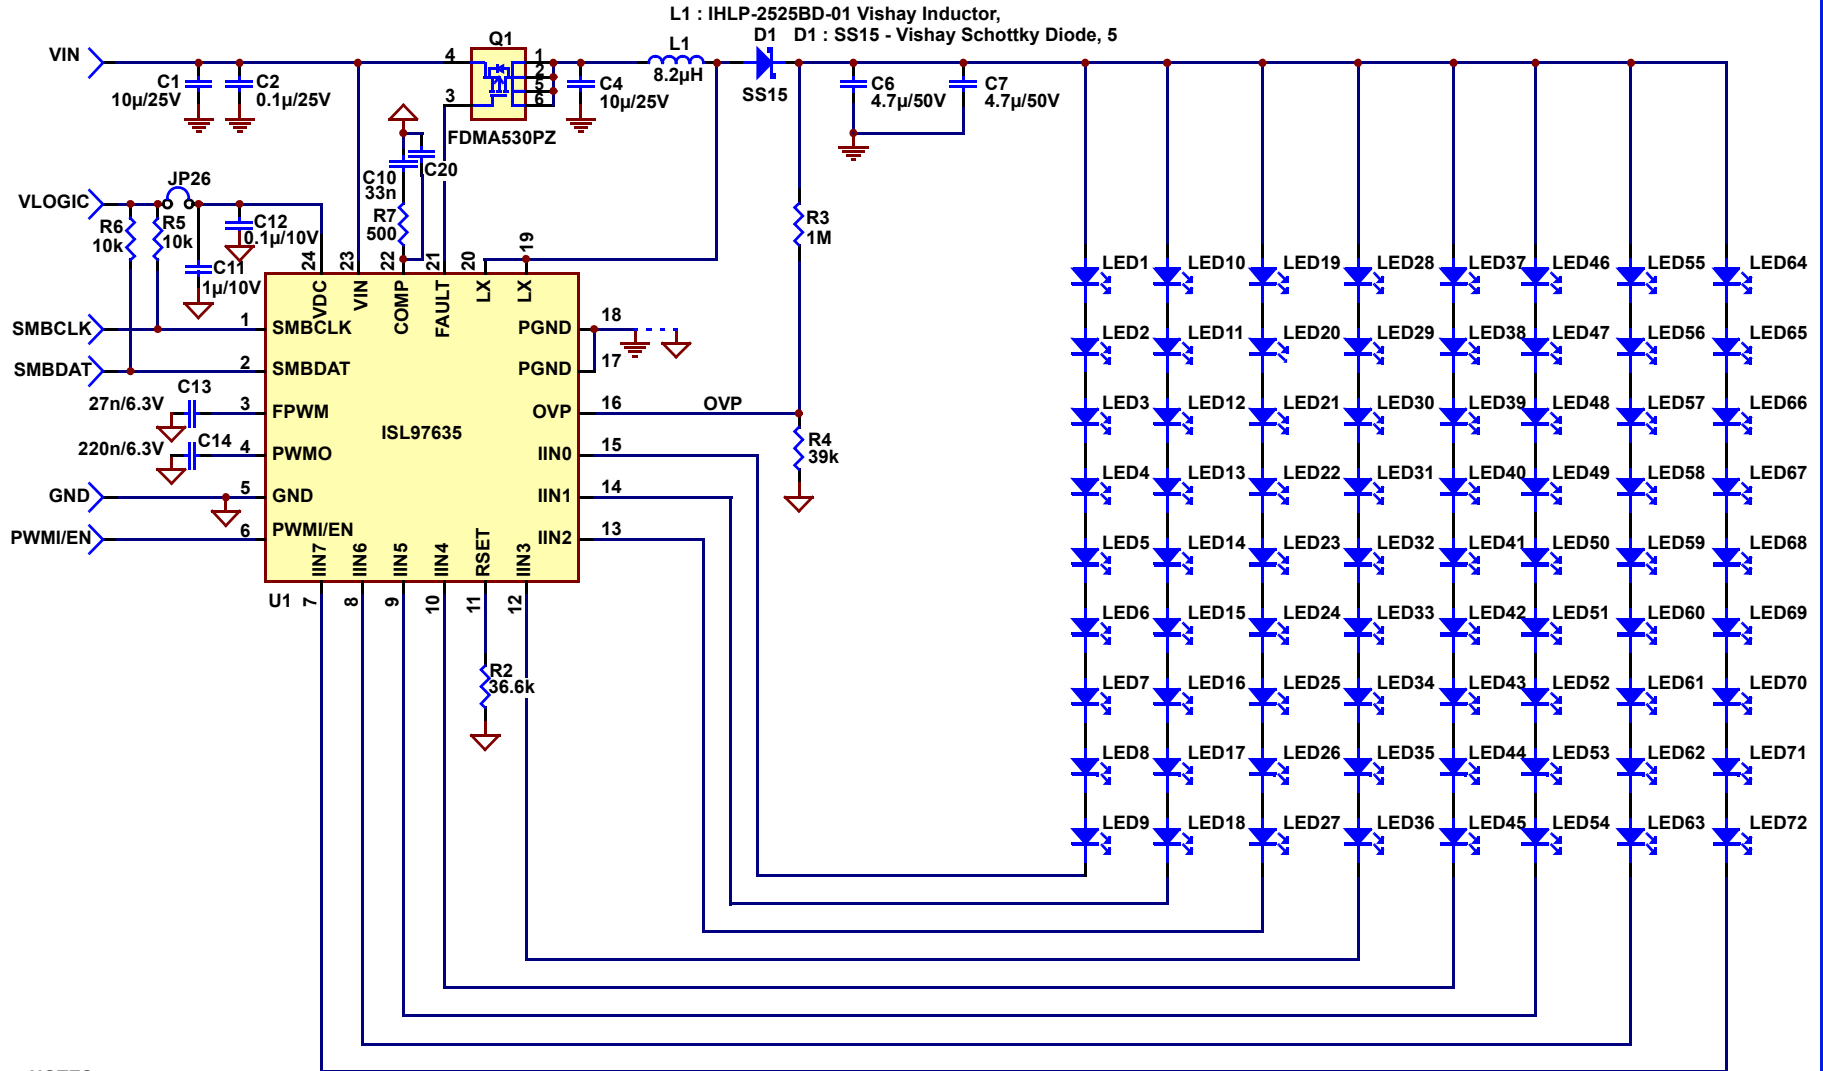 L1 : IHLP-2525BD-01 Vishay Inductor,
D1 D1 : SS15 - Vishay Schottky Diode, 5
VIN
C1
10µ/25V
C2
0.1µ/25V
4
Q1
1
2
5
6
3
FDMA530PZ
C4
10µ/25V
L1
8.2µH
SS15
C6
4.7µ/50V
C7
4.7µ/50V
VLOGIC
JP26
R6
10k
R5
10k
C12
0.1µ/10V
C11
1µ/10V
C10
33n
C20
R7
500
R3
1M
24
23
22
21
20
19
VDC
VIN
COMP
FAULT
LX
LX
SMBCLK
1
SMBCLK
PGND
18
SMBDAT
2
SMBDAT
PGND
17
C13
27n/6.3V
3
FPWM
OVP
16
OVP
ISL97635
C14
220n/6.3V
4
PWMO
IIN0
15
R4
39k
GND
5
GND
IIN1
14
PWMI/EN
6
PWMI/EN
IIN2
13
IIN7
IIN6
IIN5
IIN4
RSET
IIN3
U1
7
8
9
10
11
12
R2
36.6k
LED1 LED10 LED19 LED28 LED37 LED46 LED55 LED64
LED2 LED11 LED20 LED29 LED38 LED47 LED56 LED65
LED3 LED12 LED21 LED30 LED39 LED48 LED57 LED66
LED4 LED13 LED22 LED31 LED40 LED49 LED58 LED67
LED5 LED14 LED23 LED32 LED41 LED50 LED59 LED68
LED6 LED15 LED24 LED33 LED42 LED51 LED60 LED69
LED7 LED16 LED25 LED34 LED43 LED52 LED61 LED70
LED8 LED17 LED26 LED35 LED44 LED53 LED62 LED71
LED9 LED18 LED27 LED36 LED45 LED54 LED63 LED72